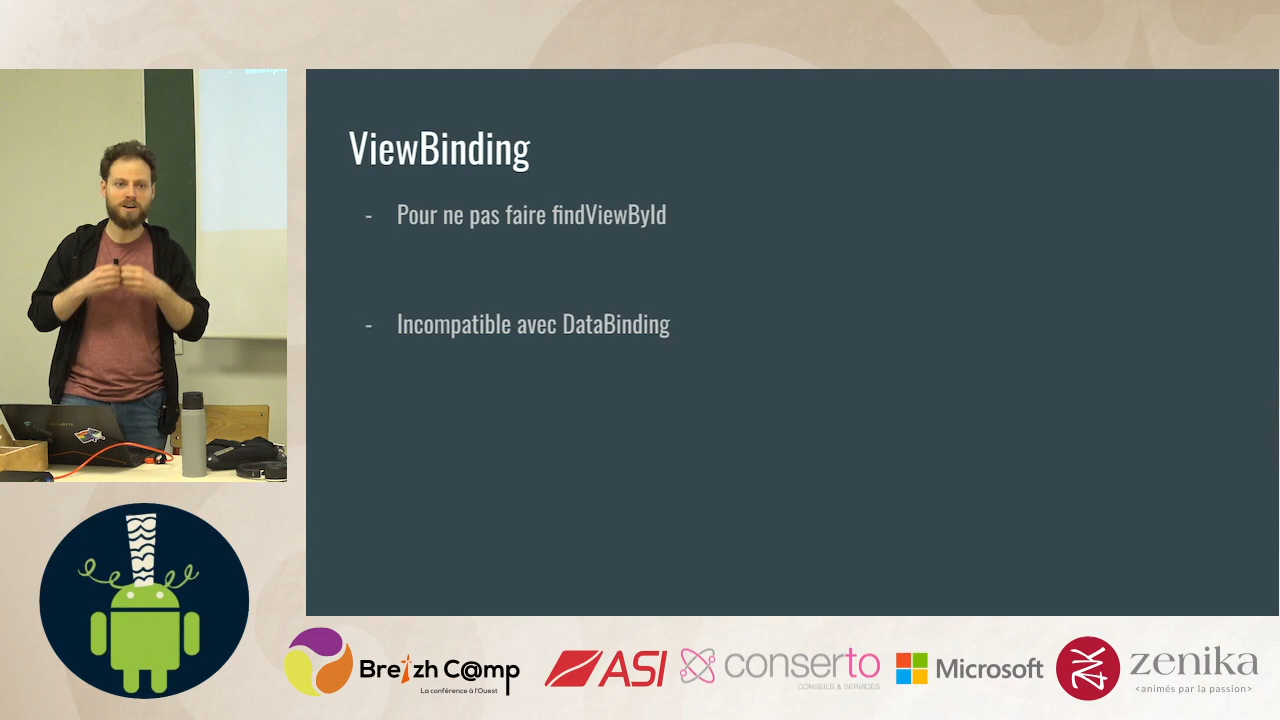 ViewBinding
- Pour ne pas faire findViewById
- Incompatible avec DataBinding
Breizh C@mp
La conférence à l'Ouest
ASI
conserto
CONSEILS & SERVICES
Microsoft
zenika
<animés par la passion>